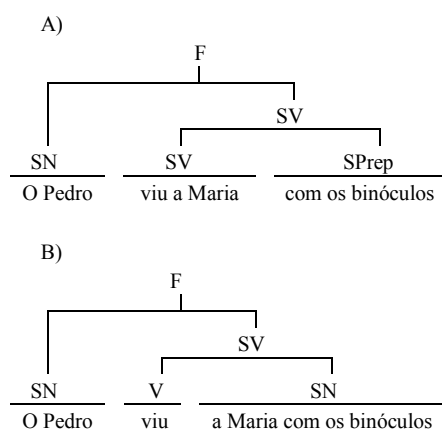 A)
F
SV
SN SV SPrep
O Pedro viu a Maria com os binóculos
B)
F
SV
SN V SN
O Pedro viu a Maria com os binóculos